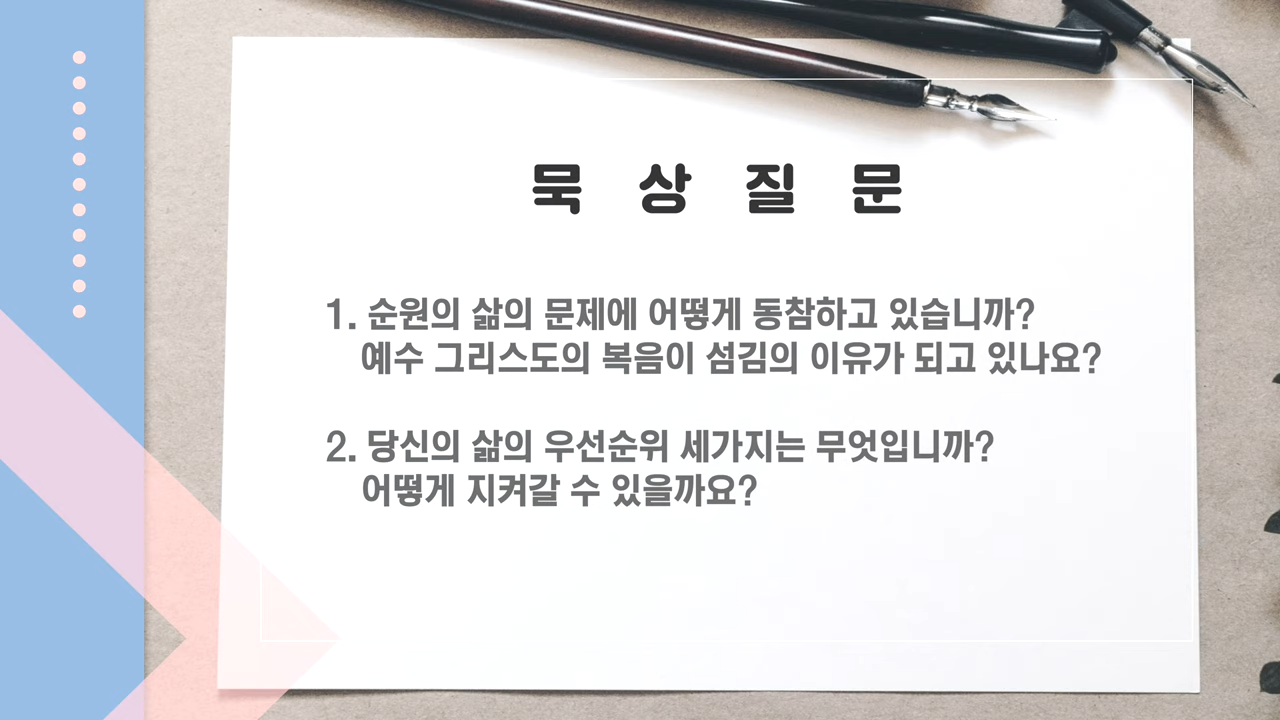 묵상질문
1. 순원의 삶의 문제에 어떻게 동참하고 있습니까?
예수 그리스도의 복음이 섬김의 이유가 되고 있나요?
2. 당신의 삶의 우선순위 세가지는 무엇입니까?
어떻게 지켜갈 수 있을까요?